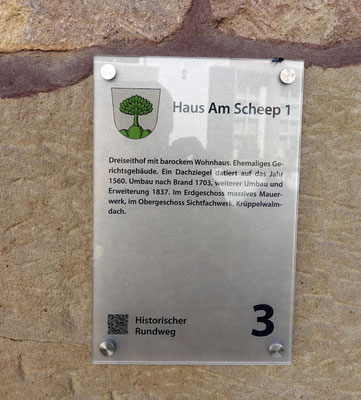 Haus Am Scheep 1
Dreiseithof mit barockem Wohnhaus. Ehemaliges Ge-
richtsgebäude. Ein Dachziegel datiert auf das Jahr
1560. Umbau nach Brand 1703, weiterer Umbau und
Erweiterung 1837. Im Erdgeschoss massives Mauer-
werk, im Obergeschoss Sichtfachwerk. Krüppelwalm-
dach.
Historischer
Rundweg
3